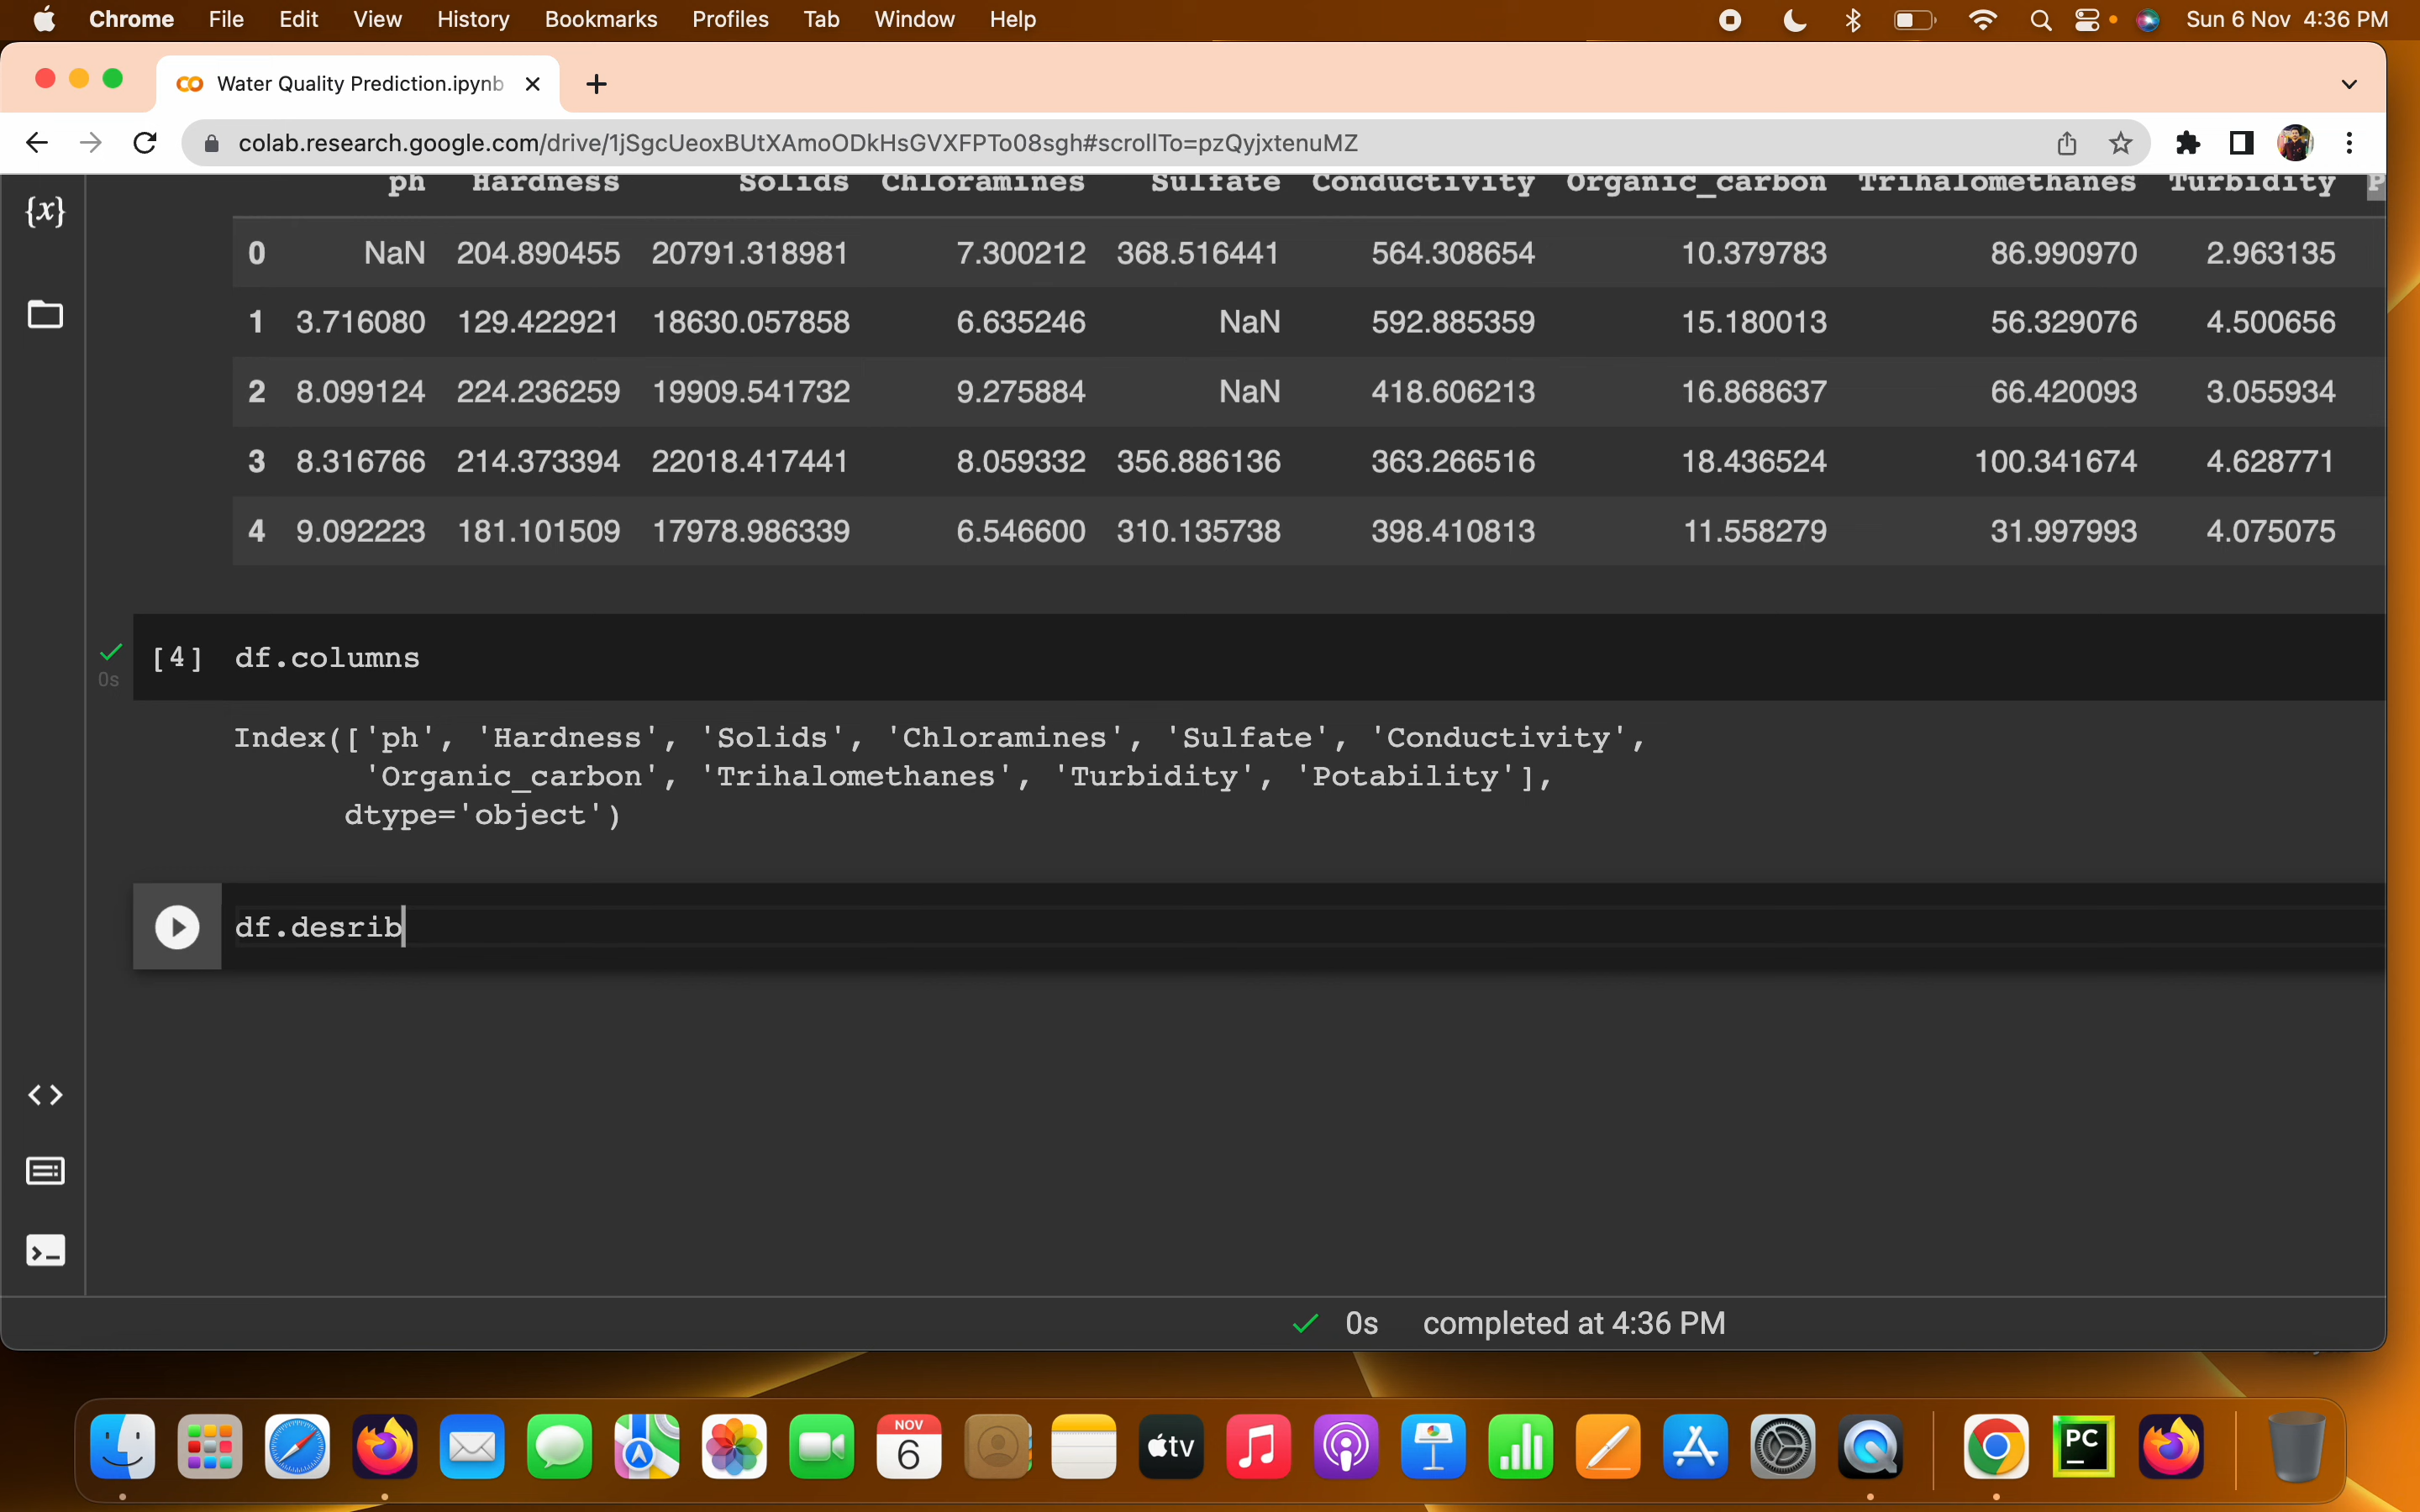 Chrome File Edit View History Bookmarks Profiles Tab Window Help Sun 6 Nov 4:36 PM
Water Quality Prediction.ipynb
colab.research.google.com/drive/1jSgcUeoxBUtXAmoODkHsGVXFPTo08sgh#scrollTo=pzQyjxtenuMZ
{x} ph Hardness Solids Chloramines Sulfate Conductivity Organic_carbon Trihalomethanes Turbidity P
0 NaN 204.890455 20791.318981 7.300212 368.516441 564.308654 10.379783 86.990970 2.963135
1 3.716080 129.422921 18630.057858 6.635246 NaN 592.885359 15.180013 56.329076 4.500656
2 8.099124 224.236259 19909.541732 9.275884 NaN 418.606213 16.868637 66.420093 3.055934
3 8.316766 214.373394 22018.417441 8.059332 356.886136 363.266516 18.436524 100.341674 4.628771
4 9.092223 181.101509 17978.986339 6.546600 310.135738 398.410813 11.558279 31.997993 4.075075
[4] df.columns
0s
Index(['ph', 'Hardness', 'Solids', 'Chloramines', 'Sulfate', 'Conductivity',
'Organic_carbon', 'Trihalomethanes', 'Turbidity', 'Potability'],
dtype='object')
df.desrib
0s completed at 4:36 PM
NOV
6
tv
PC